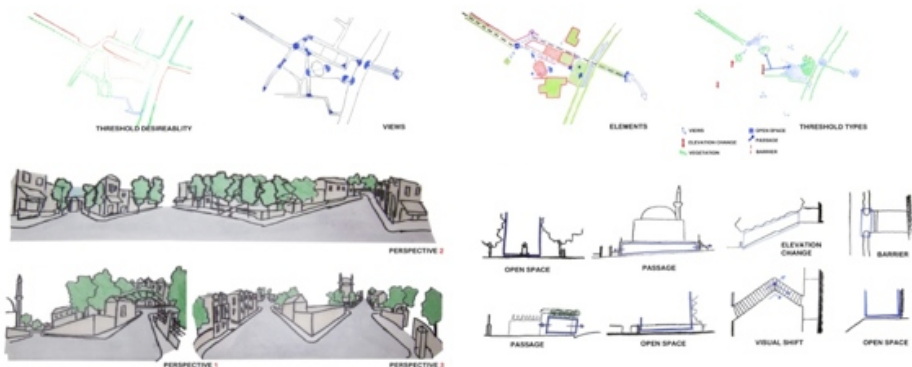 THRESHOLD DESIREABLITY
VIEWS
ELEMENTS
THRESHOLD TYPES
VIEWS
ELEVATION CHANGE
VEGETATION
OPEN SPACE
PASSAGE
BARRIER
PERSPECTIVE 2
PERSPECTIVE 1
PERSPECTIVE 3
OPEN SPACE
PASSAGE
ELEVATION
CHANGE
BARRIER
PASSAGE
OPEN SPACE
VISUAL SHIFT
OPEN SPACE